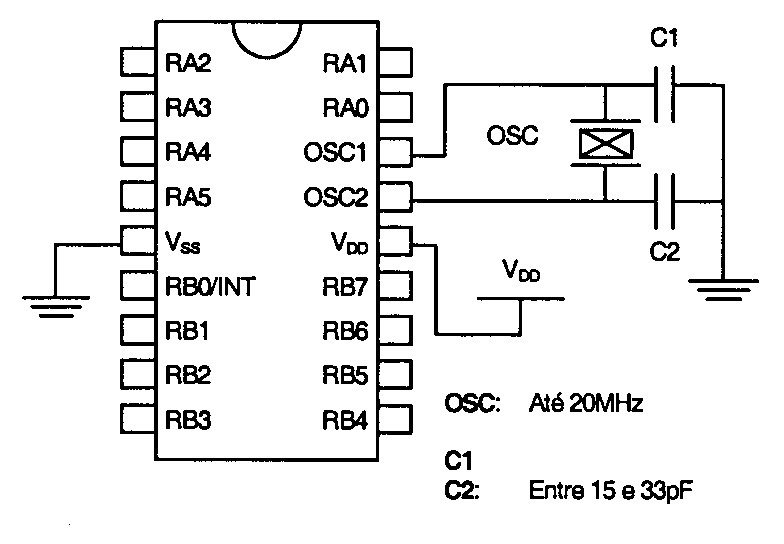 RA2 RA1
RA3 RA0
RA4 OSC1
RA5 OSC2
VSS VDD
RB0/INT RB7
RB1 RB6
RB2 RB5
RB3 RB4
C1
OSC
C2
VDD
OSC: Até 20MHz
C1
C2: Entre 15 e 33pF